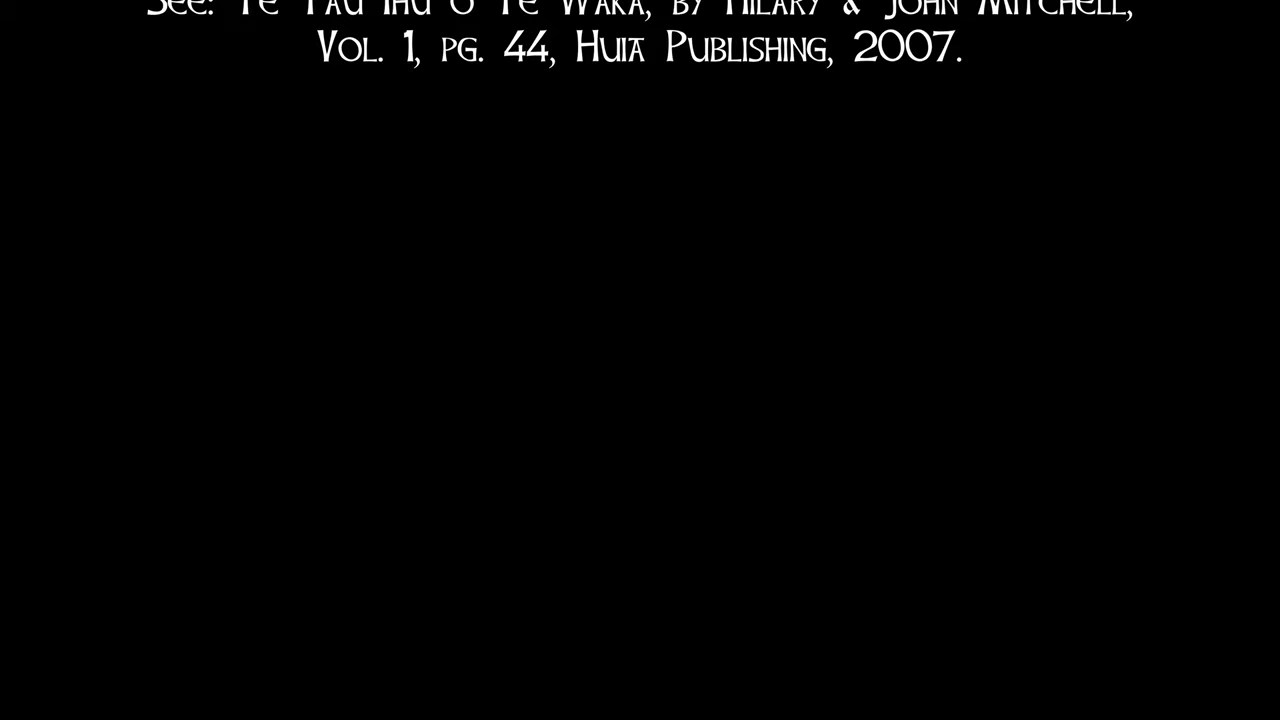 See: Te Tau Ihu o Te Waka, by Hilary & John Mitchell,
Vol. 1, pg. 44, Huia Publishing, 2007.